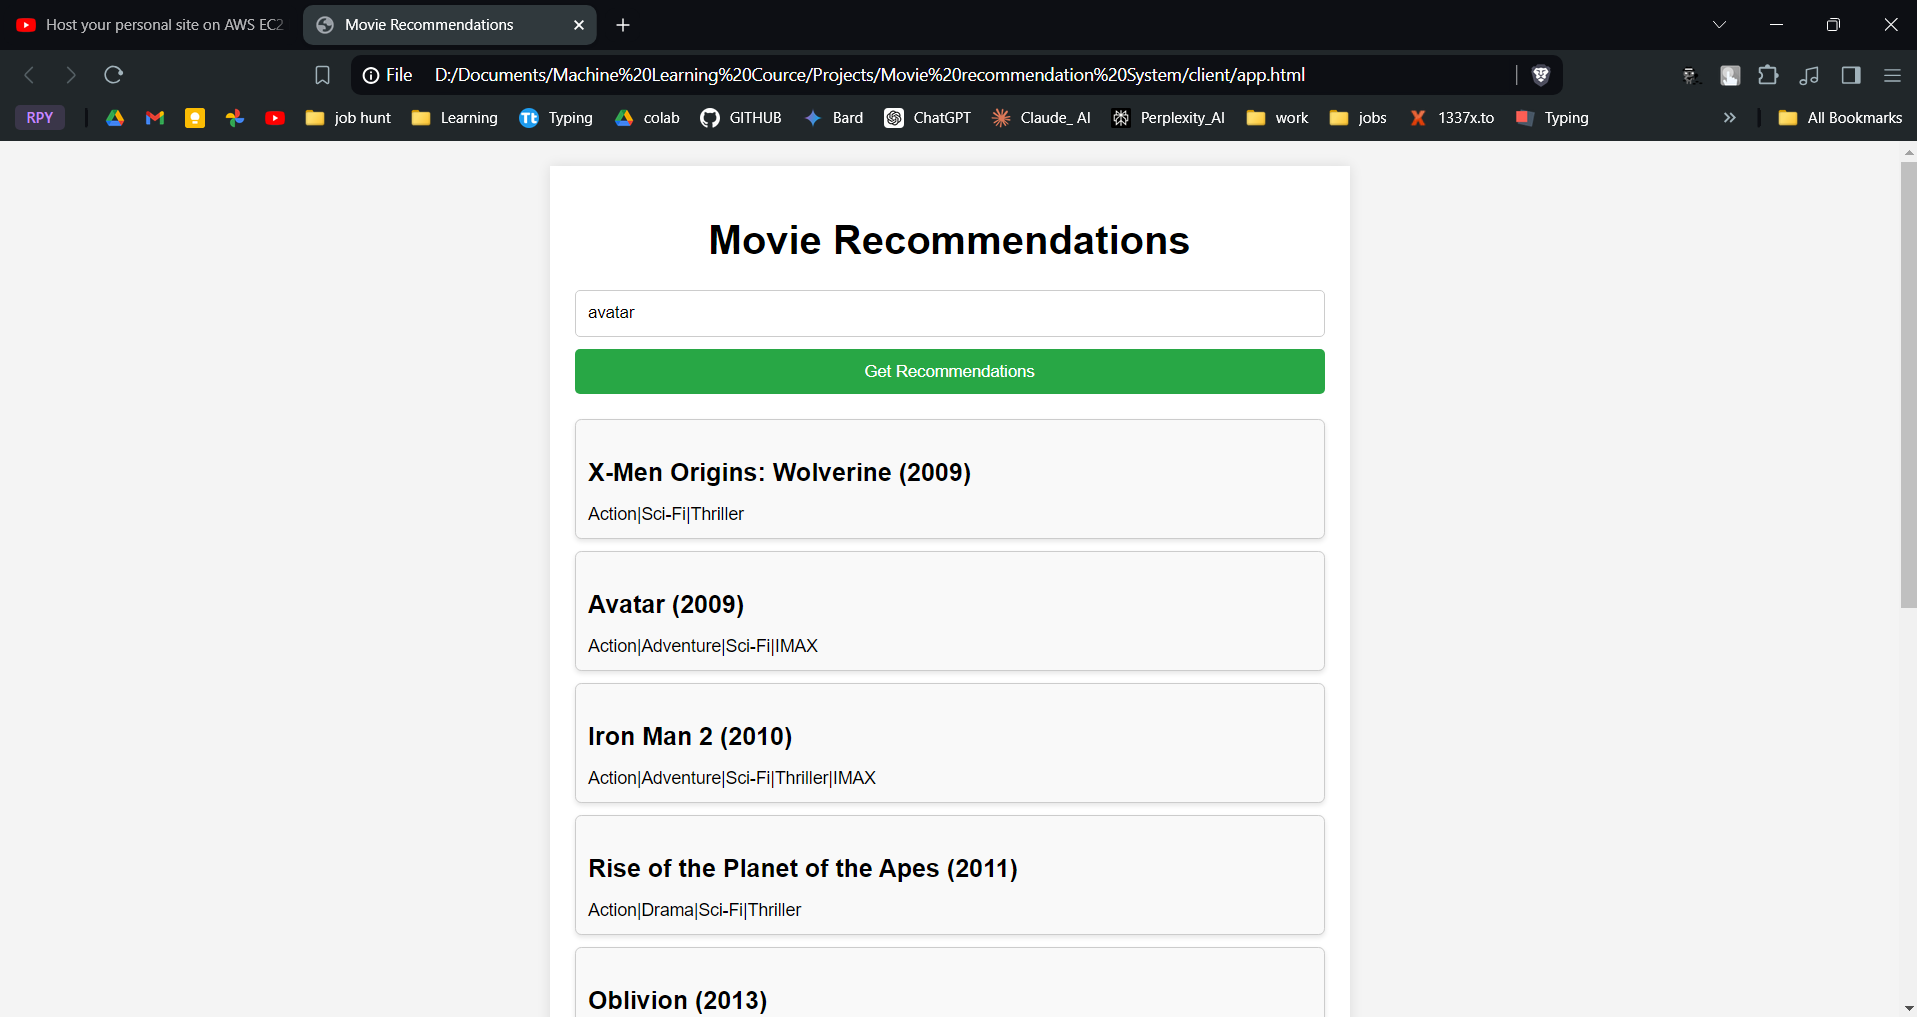 Host your personal site on AWS EC2
Movie Recommendations
File D:/Documents/Machine%20Learning%20Cource/Projects/Movie%20recommendation%20System/client/app.html
RPY job hunt Learning Tt Typing colab GITHUB Bard ChatGPT Claude_ AI Perplexity_AI work jobs X 1337x.to Typing » All Bookmarks
Movie Recommendations
avatar
Get Recommendations
X-Men Origins: Wolverine (2009)
Action|Sci-Fi|Thriller
Avatar (2009)
Action|Adventure|Sci-Fi|IMAX
Iron Man 2 (2010)
Action|Adventure|Sci-Fi|Thriller|IMAX
Rise of the Planet of the Apes (2011)
Action|Drama|Sci-Fi|Thriller
Oblivion (2013)